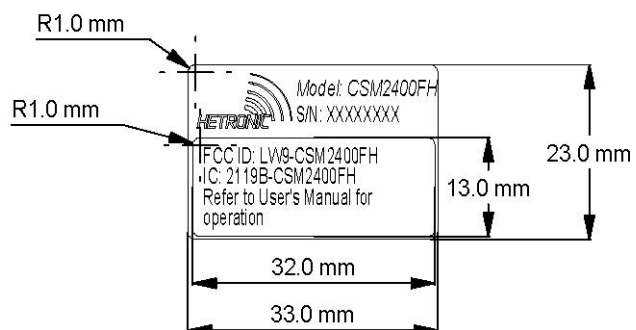 R1.0 mm
Model: CSM2400FH
R1.0 mm
S/N: XXXXXXXX
HETRONIC
FCC ID: LW9-CSM2400FH
IC: 2119B-CSM2400FH
Refer to User's Manual for
operation
23.0 mm
13.0 mm
32.0 mm
33.0 mm